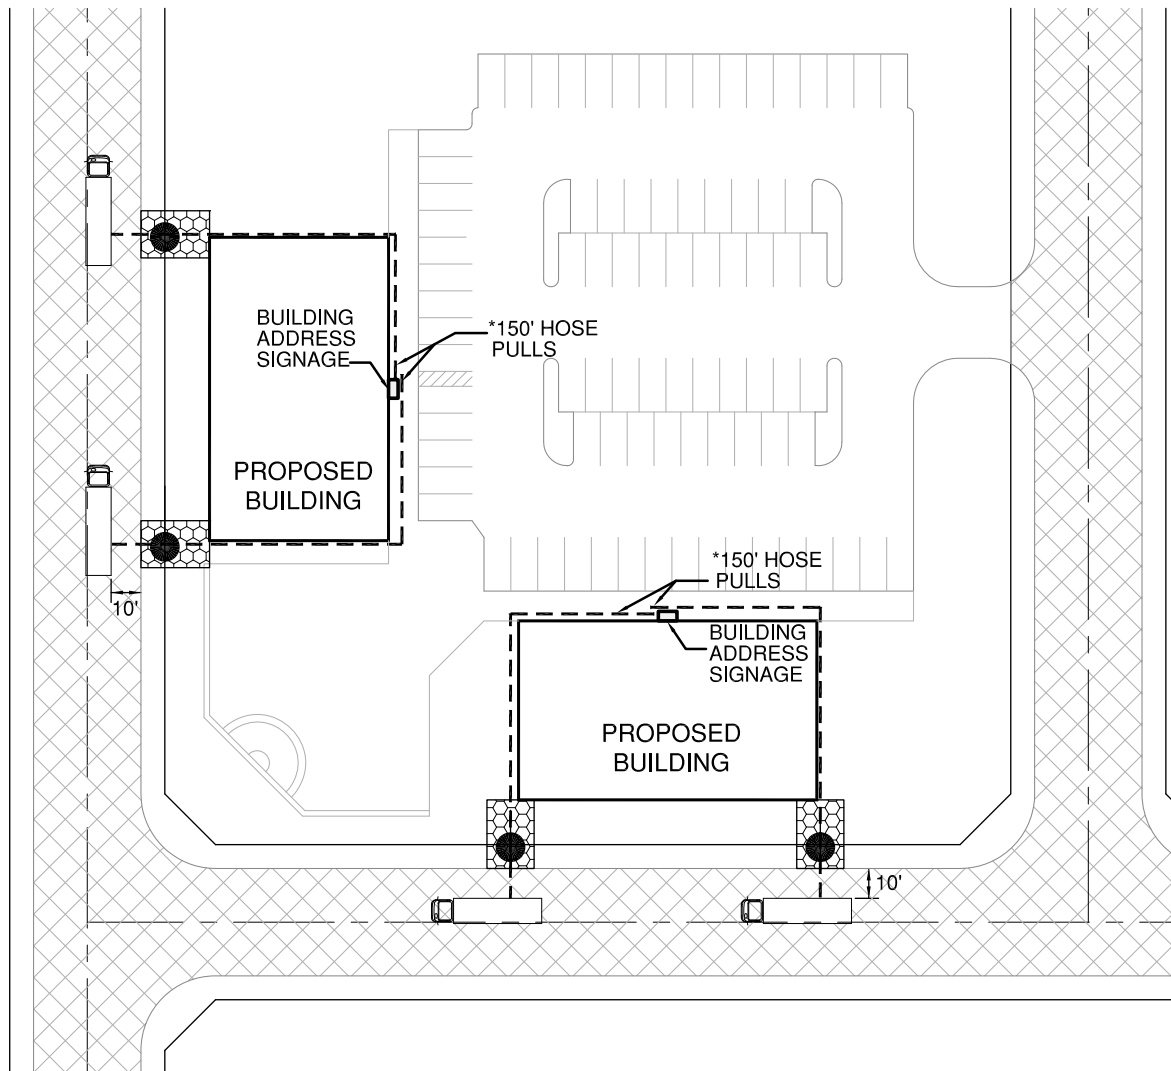 BUILDING
ADDRESS
SIGNAGE
*150' HOSE
PULLS
PROPOSED
BUILDING
10'
*150' HOSE
PULLS
BUILDING
ADDRESS
SIGNAGE
PROPOSED
BUILDING
10'